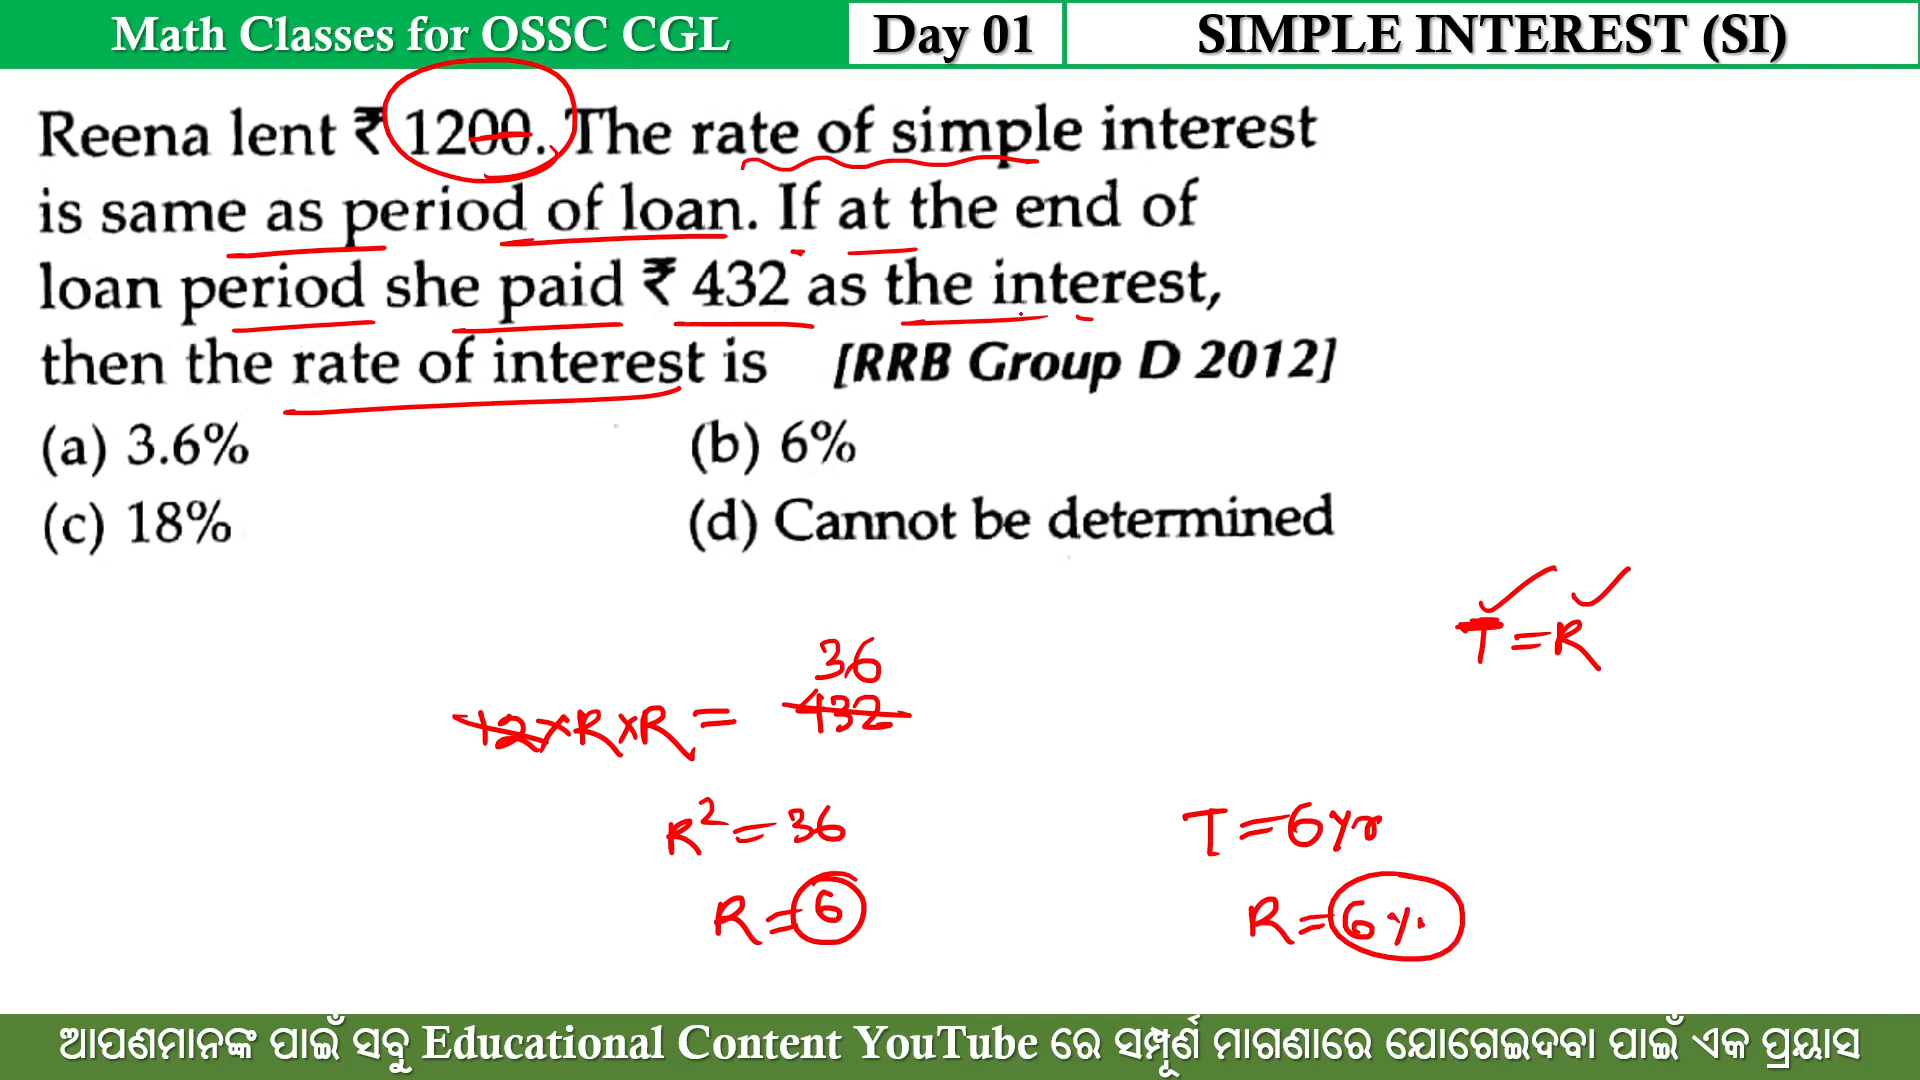 Math Classes for OSSC CGL Day 01 SIMPLE INTEREST (SI)
Reena lent ₹ 1200. The rate of simple interest
is same as period of loan. If at the end of
loan period she paid ₹ 432 as the interest,
then the rate of interest is [RRB Group D 2012]
(a) 3.6% (b) 6%
(c) 18% (d) Cannot be determined
T = R
36
12 × R × R = 432
R² = 36 T = 6 yr
R = 6 R = 6 %
ଆପଣମାନଙ୍କ ପାଇଁ ସବୁ Educational Content YouTube ରେ ସମ୍ପୂର୍ଣ ମାଗଣାରେ ଯୋଗେଇଦବା ପାଇଁ ଏକ ପ୍ରୟାସ